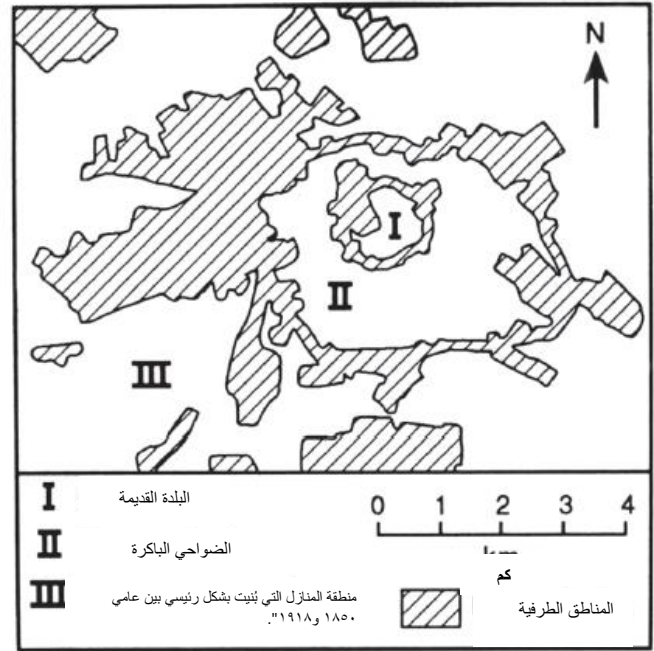 N
I
II
III
I البلدة القديمة
II الضواحي الباكرة
III منطقة المنازل التي بُنيت بشكل رئيسي بين عامي
١٨٥٠ و١٩١٨".
0 1 2 3 4
كم
المناطق الطرفية